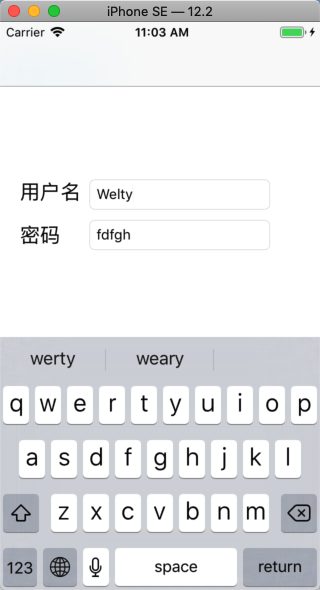 iPhone SE — 12.2
Carrier 11:03 AM
用户名 Welty
密码 fdfgh
werty weary
q w e r t y u i o p
a s d f g h j k l
z x c v b n m
123 space return